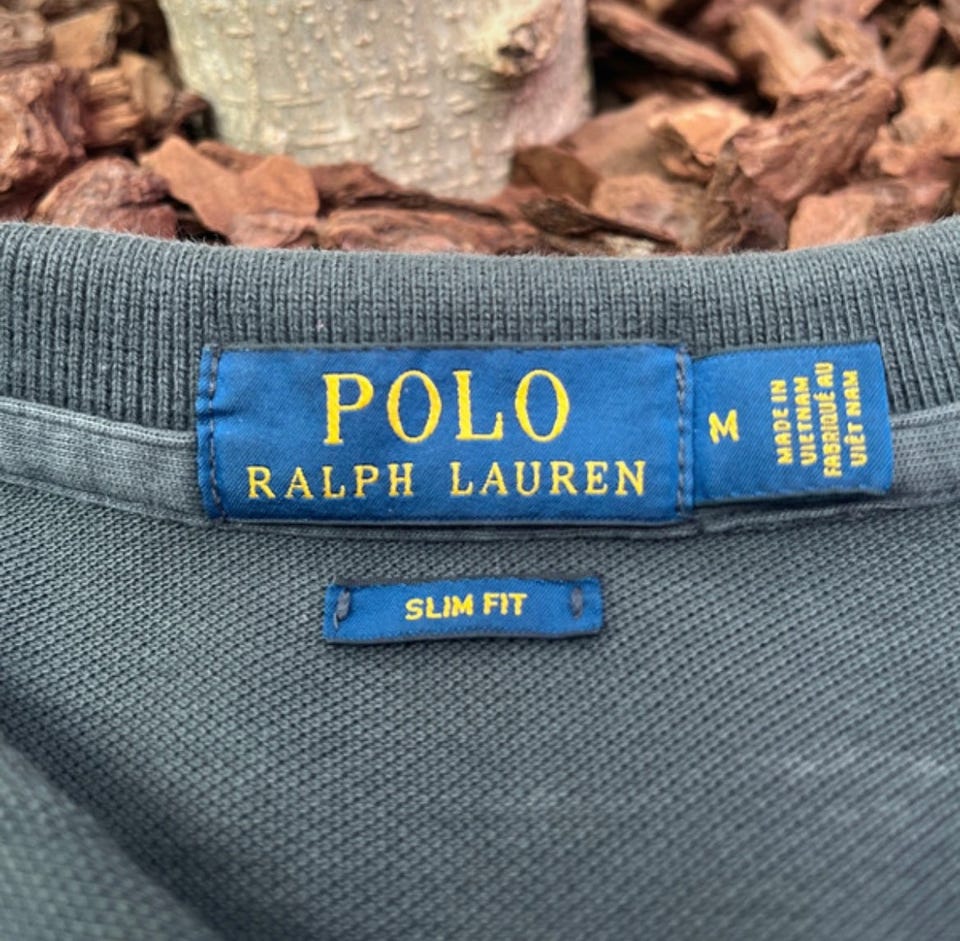 POLO
RALPH LAUREN
M
MADE IN
VIETNAM
FABRIQUÉ AU
VIÊT NAM
SLIM FIT